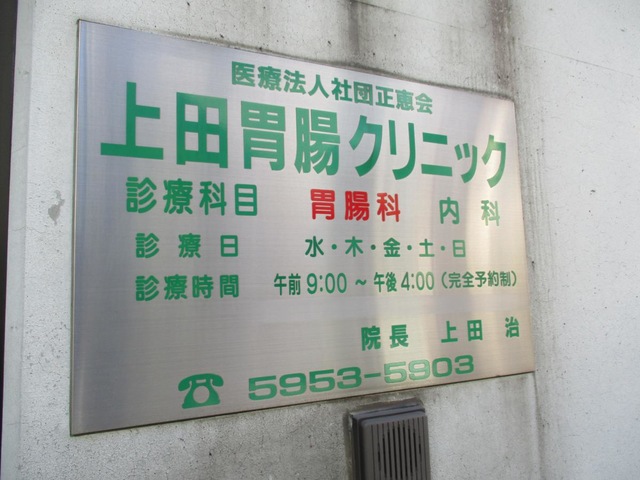 医療法人社団正恵会
上田胃腸クリニック
診療科目 胃腸科 内科
診療日 水・木・金・土・日
診療時間 午前9:00～午後4:00（完全予約制）
院長 上田 治
☎ 5953-5903